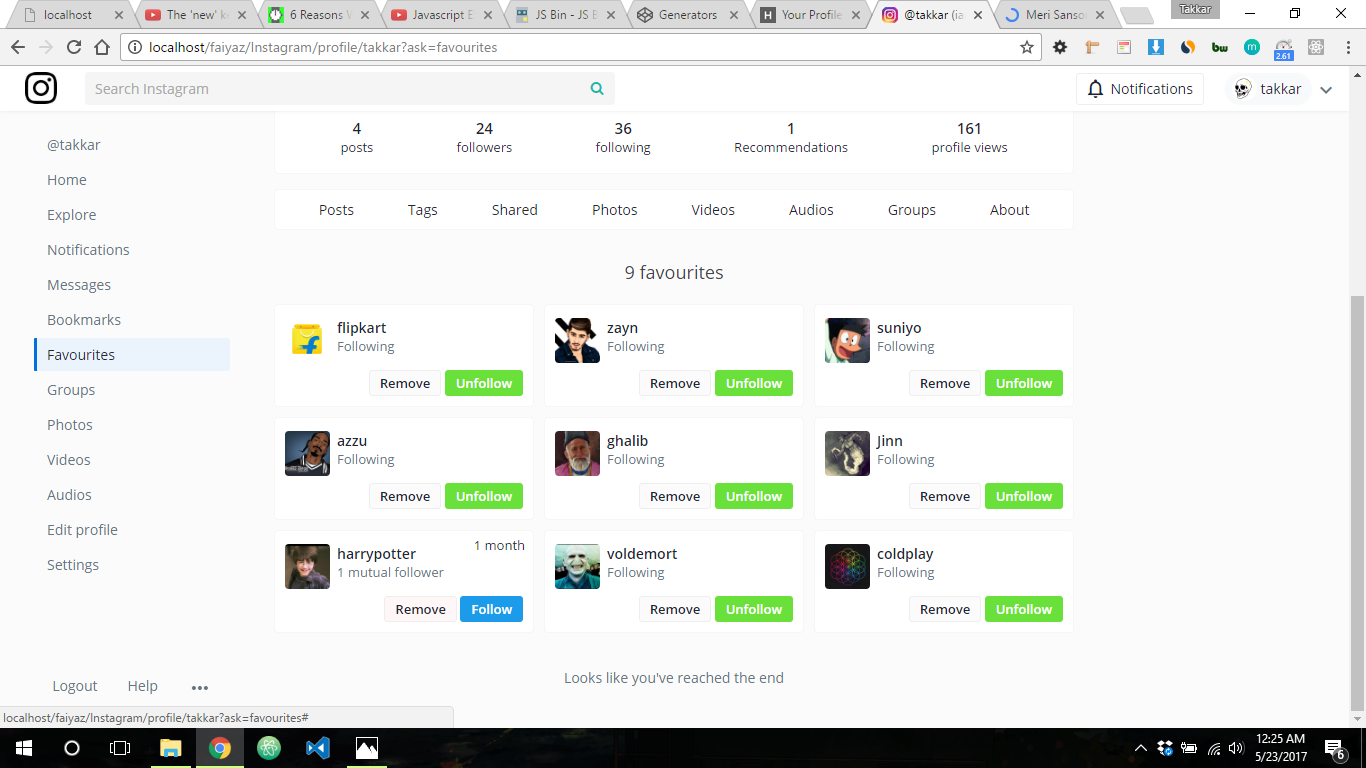 localhost
The 'new' k
6 Reasons
Javascript E
JS Bin - JS B
Generators
Your Profile
@takkar (ia
Meri Sanso
Takkar
localhost/faiyaz/Instagram/profile/takkar?ask=favourites
bw
m
2.61
Search Instagram
Notifications
takkar
4 24 36 1 161
posts followers following Recommendations profile views
Posts Tags Shared Photos Videos Audios Groups About
@takkar
Home
Explore
Notifications
Messages
Bookmarks
Favourites
Groups
Photos
Videos
Audios
Edit profile
Settings
Logout Help
9 favourites
flipkart
Following
Remove Unfollow
zayn
Following
Remove Unfollow
suniyo
Following
Remove Unfollow
azzu
Following
Remove Unfollow
ghalib
Following
Remove Unfollow
Jinn
Following
Remove Unfollow
harrypotter
1 month
1 mutual follower
Remove Follow
voldemort
Following
Remove Unfollow
coldplay
Following
Remove Unfollow
Looks like you've reached the end
localhost/faiyaz/Instagram/profile/takkar?ask=favourites#
12:25 AM
5/23/2017
6